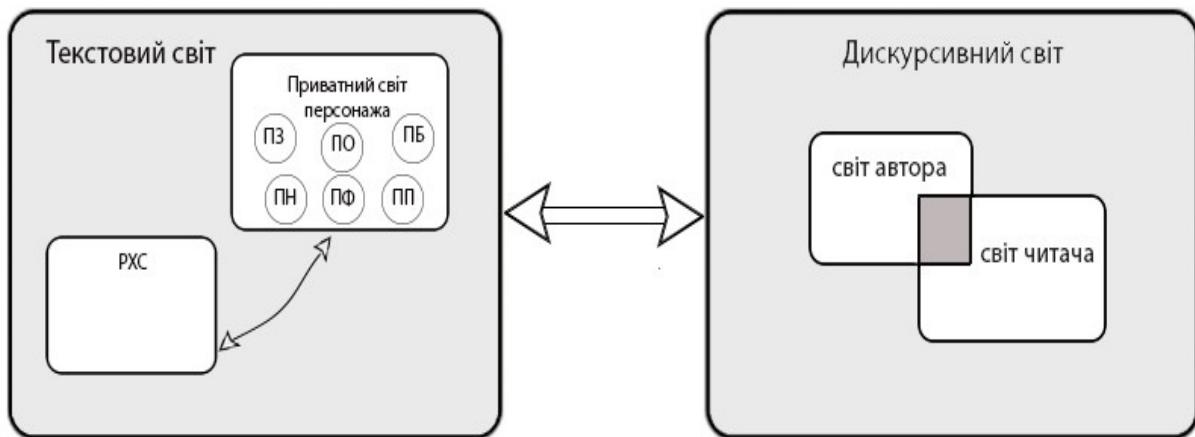 Текстовий світ
Приватний світ
персонажа
ПЗ ПО ПБ
ПН ПФ ПП
РХС
Дискурсивний світ
світ автора
світ читача